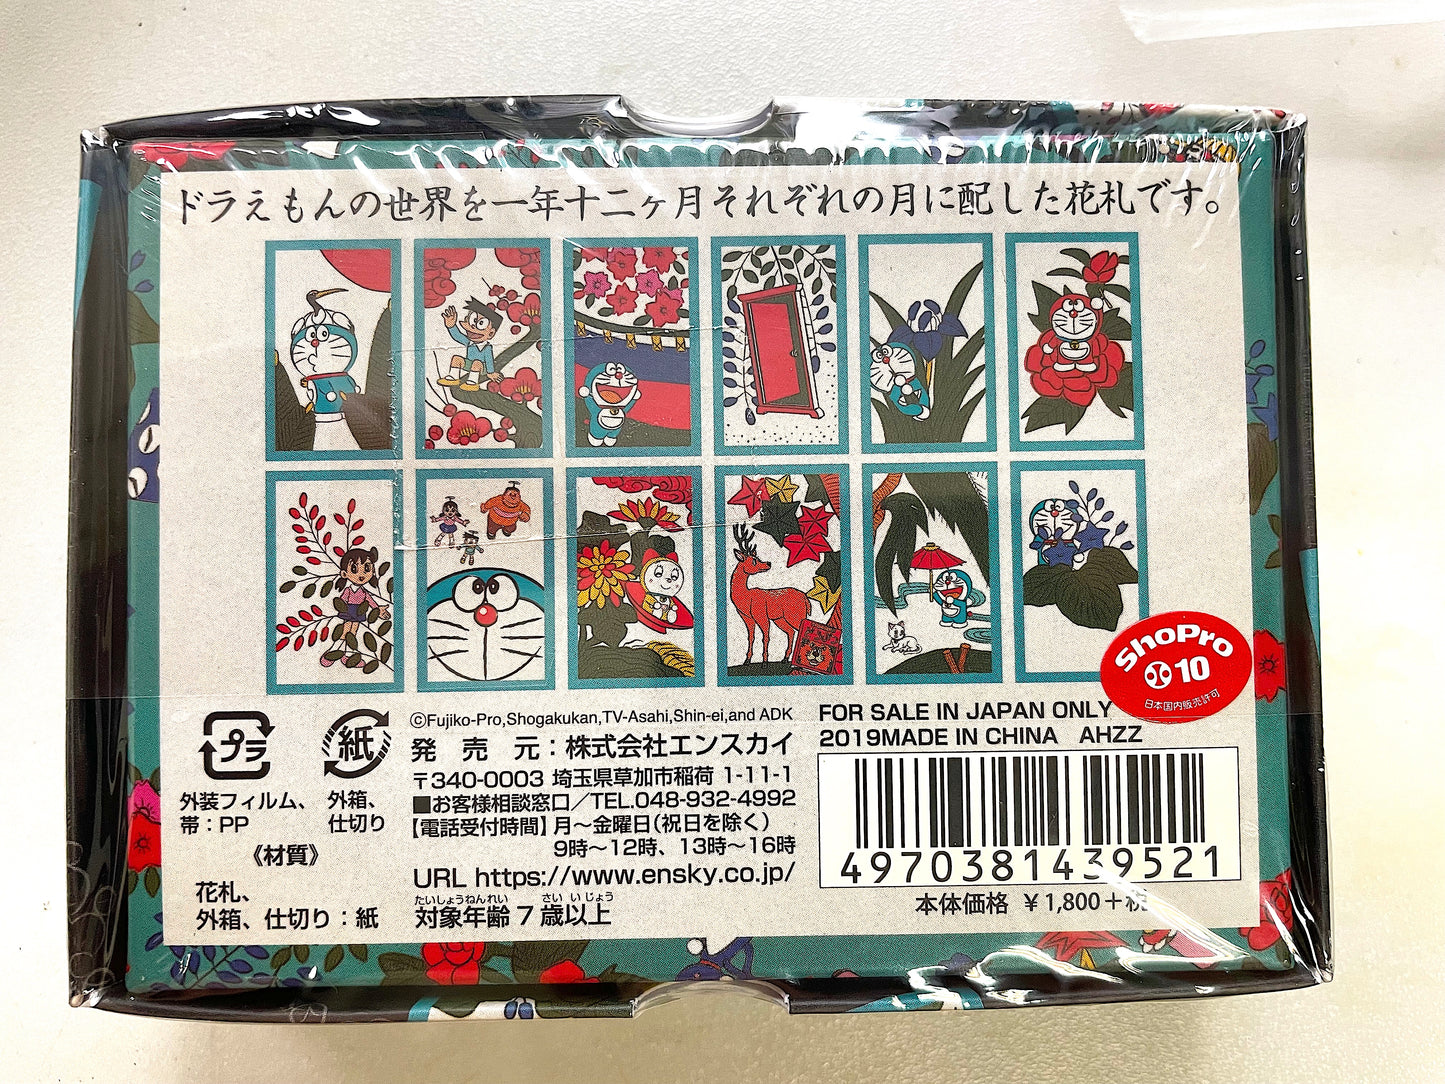 ドラえもんの世界を一年十二ヶ月それぞれの月に配した花札です。
ShoPro
10
日本国内販売許可
プラ
紙
外装フィルム、
帯：PP
外箱、
仕切り
《材質》
花札、
外箱、仕切り：紙
©Fujiko-Pro,Shogakukan,TV-Asahi,Shin-ei,and ADK
発 売 元：株式会社エンスカイ
〒340-0003 埼玉県草加市稲荷 1-11-1
■お客様相談窓口／TEL.048-932-4992
【電話受付時間】月～金曜日（祝日を除く）
9時～12時、13時～16時
URL https://www.ensky.co.jp/
たいしょうねんれい さい いじょう
対象年齢 7 歳以上
FOR SALE IN JAPAN ONLY
2019MADE IN CHINA AHZZ
4970381439521
本体価格 ￥1,800＋税